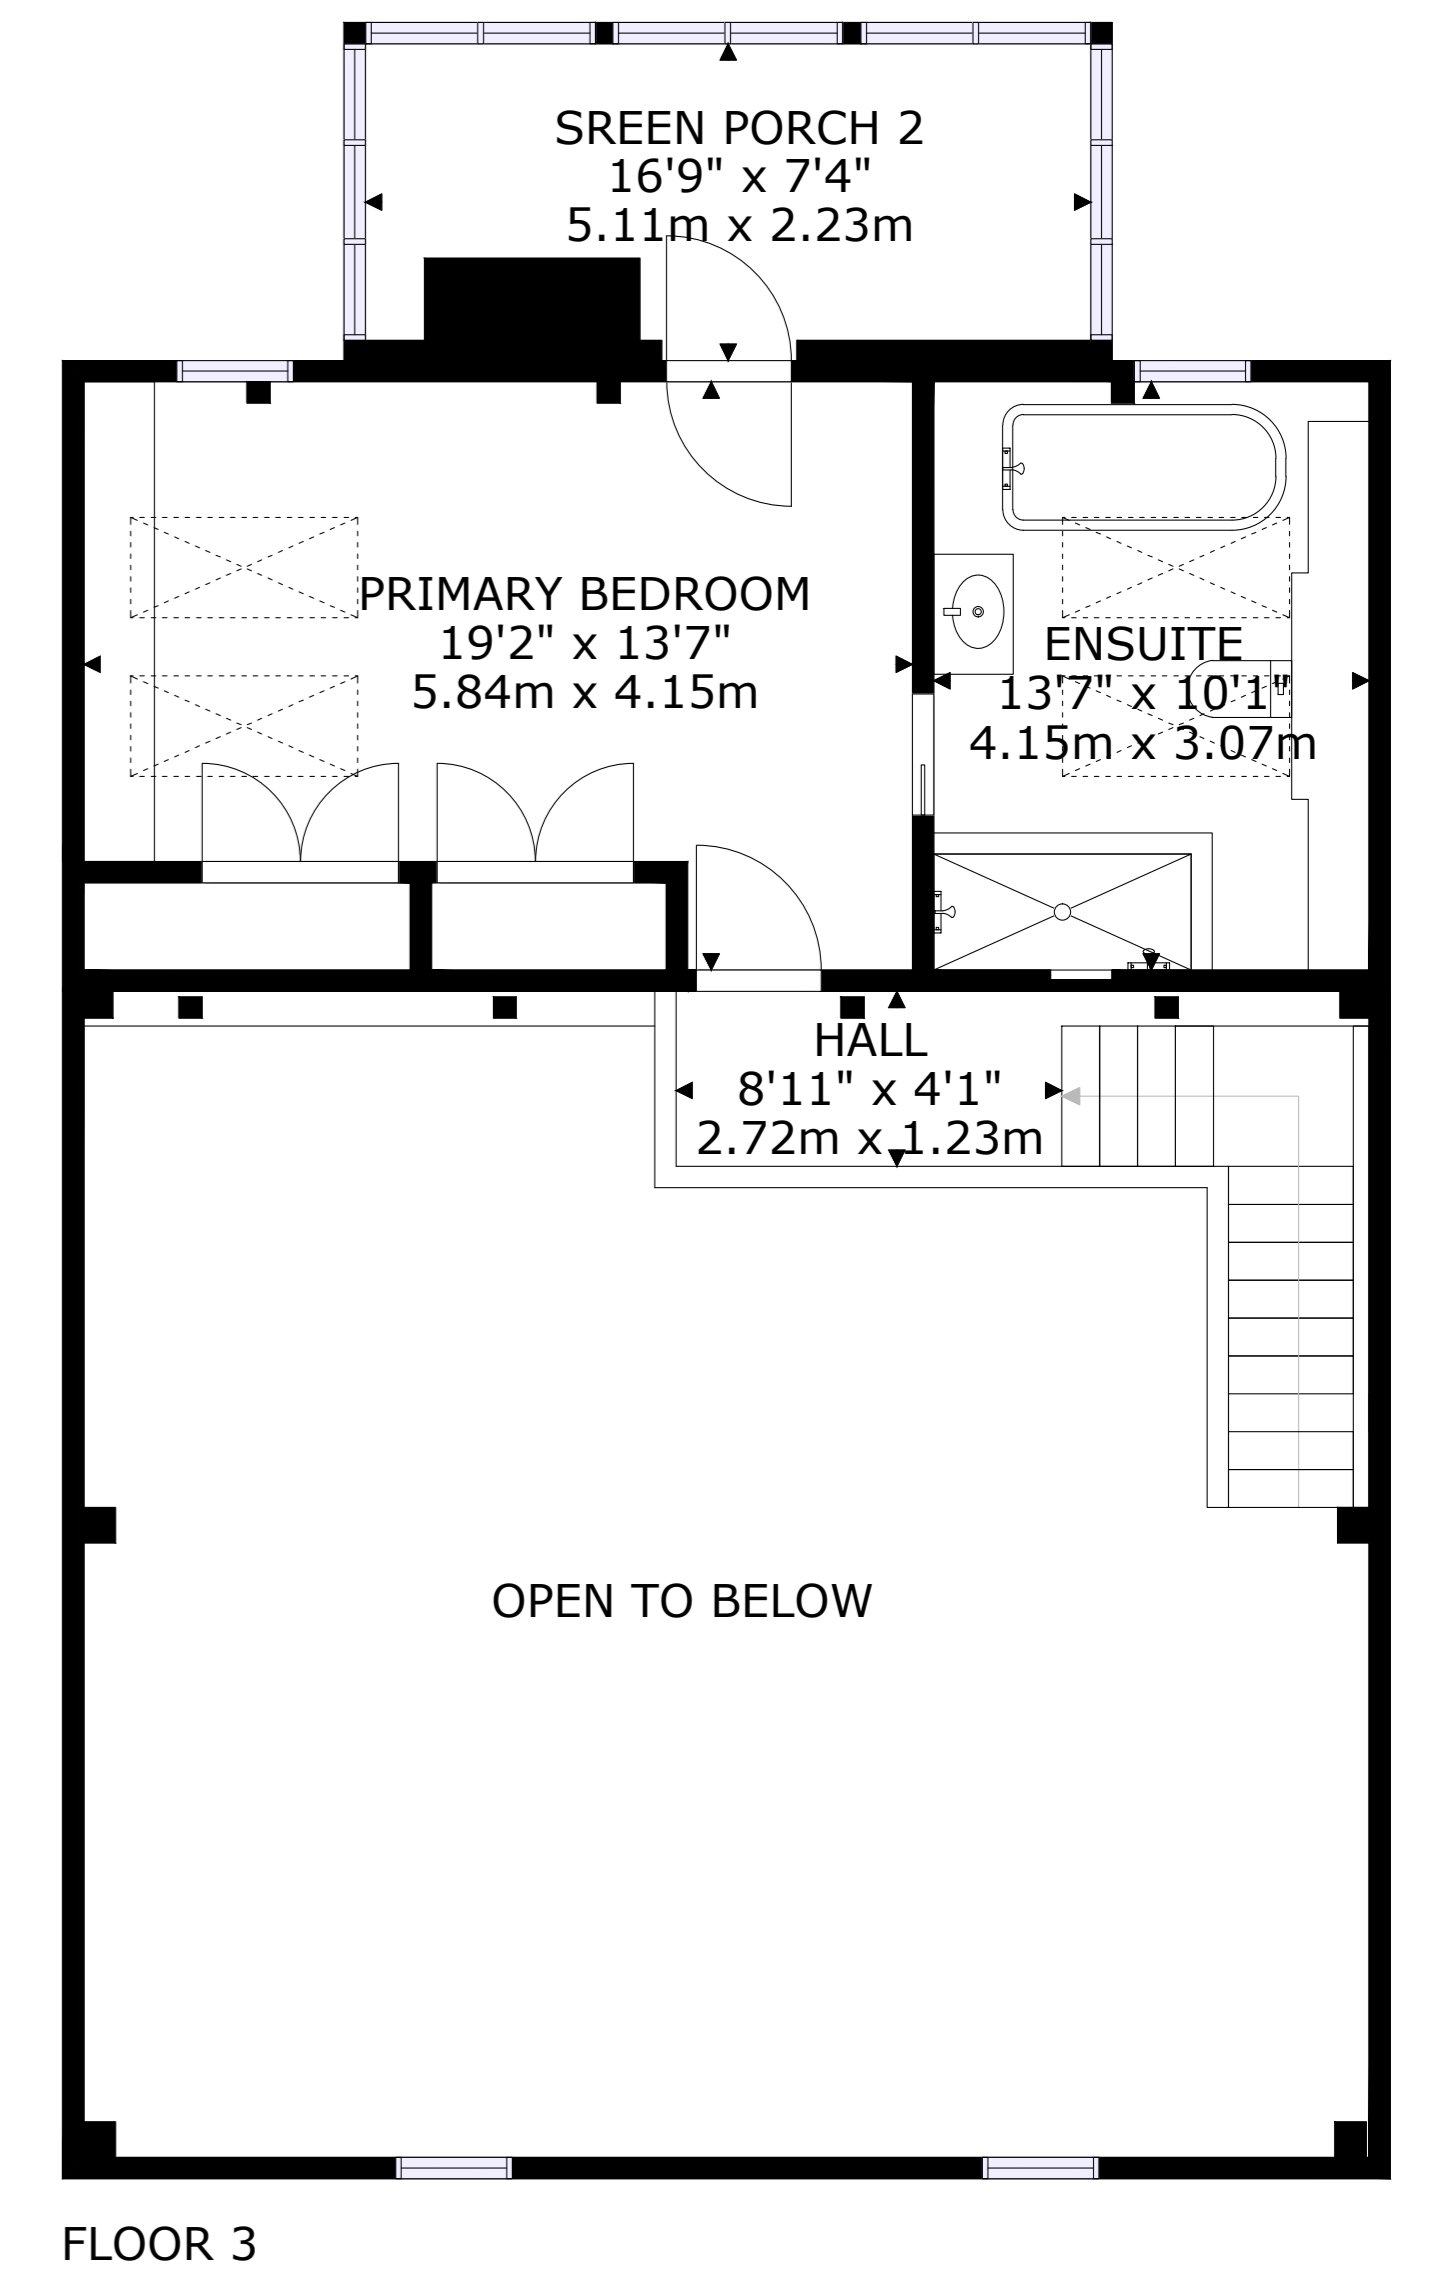 SREEN PORCH 2
16'9" x 7'4"
5.11m x 2.23m
PRIMARY BEDROOM
19'2" x 13'7"
5.84m x 4.15m
ENSUITE
13'7" x 10'1"
4.15m x 3.07m
HALL
8'11" x 4'1"
2.72m x 1.23m
OPEN TO BELOW
FLOOR 3